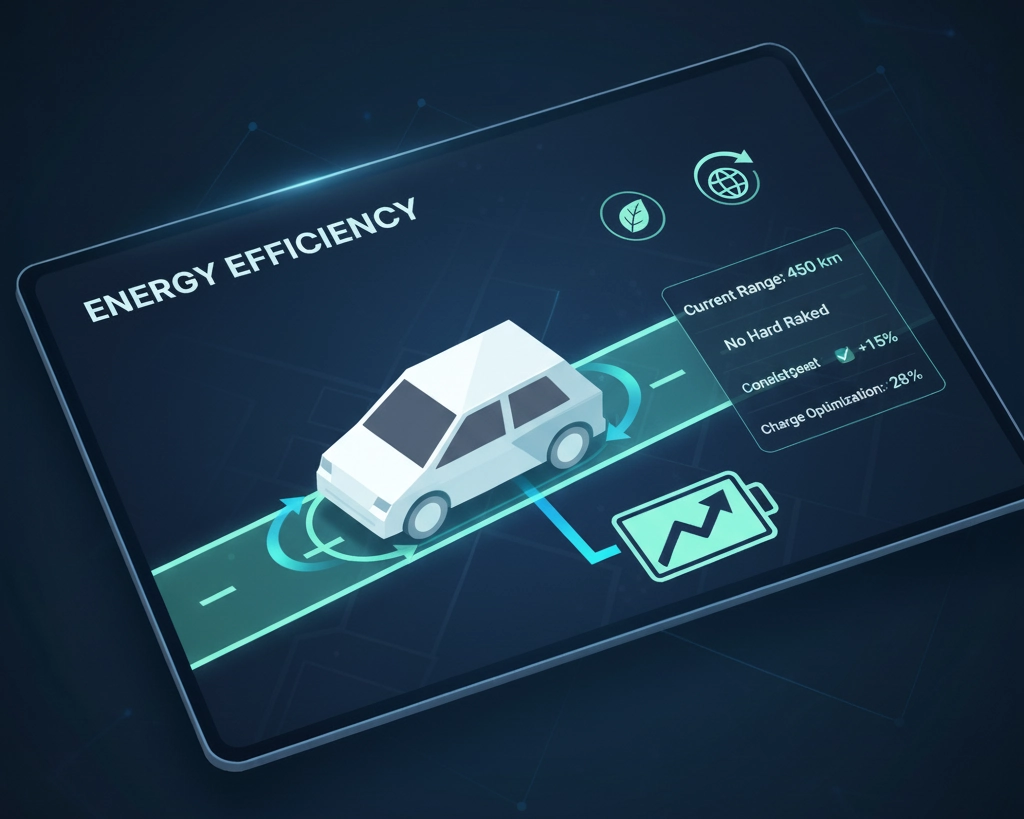 ENERGY EFFICIENCY
Current Range: 450 km
No Hard Raked
+15%
Charge Optimization: 28%